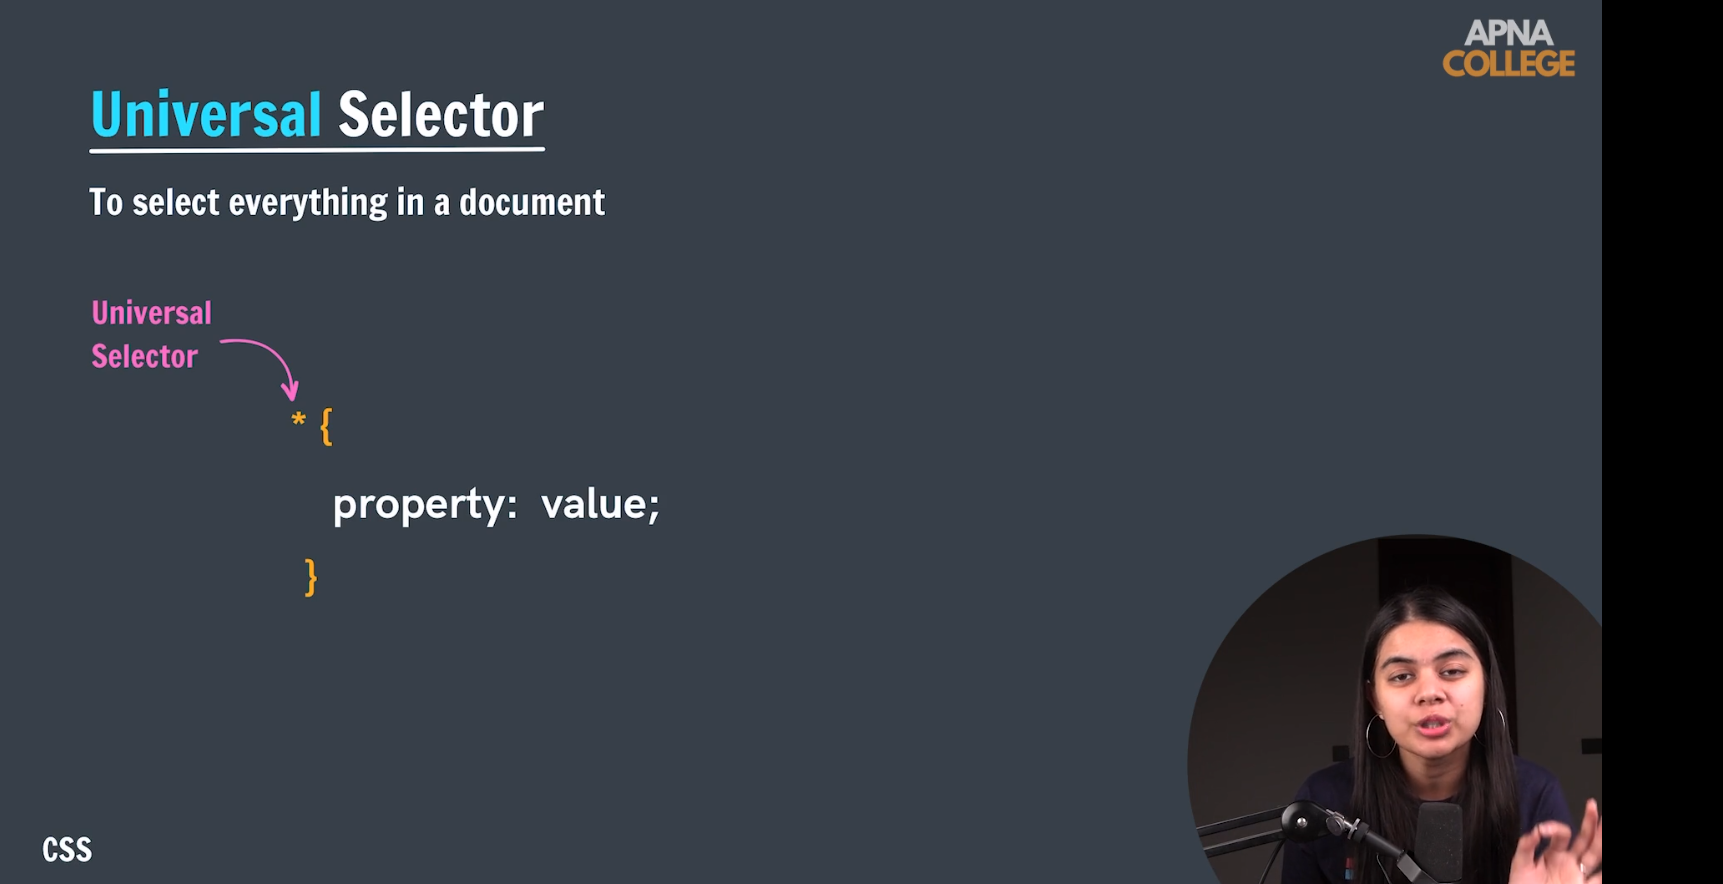 APNA
COLLEGE
Universal Selector
To select everything in a document
Universal
Selector
* {
property: value;
}
CSS